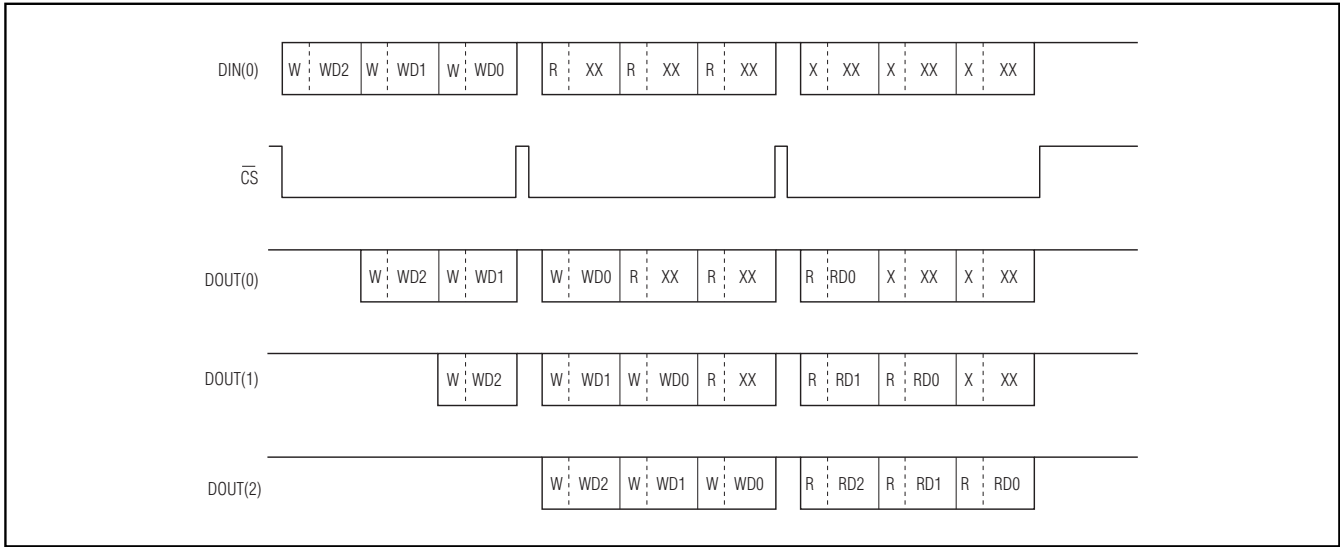 DIN(0) W WD2 W WD1 W WD0 R XX R XX R XX X XX X XX X XX
C̅S̅
DOUT(0) W WD2 W WD1 W WD0 R XX R XX R RD0 X XX X XX
DOUT(1) W WD2 W WD1 W WD0 R XX R RD1 R RD0 X XX
DOUT(2) W WD2 W WD1 W WD0 R RD2 R RD1 R RD0